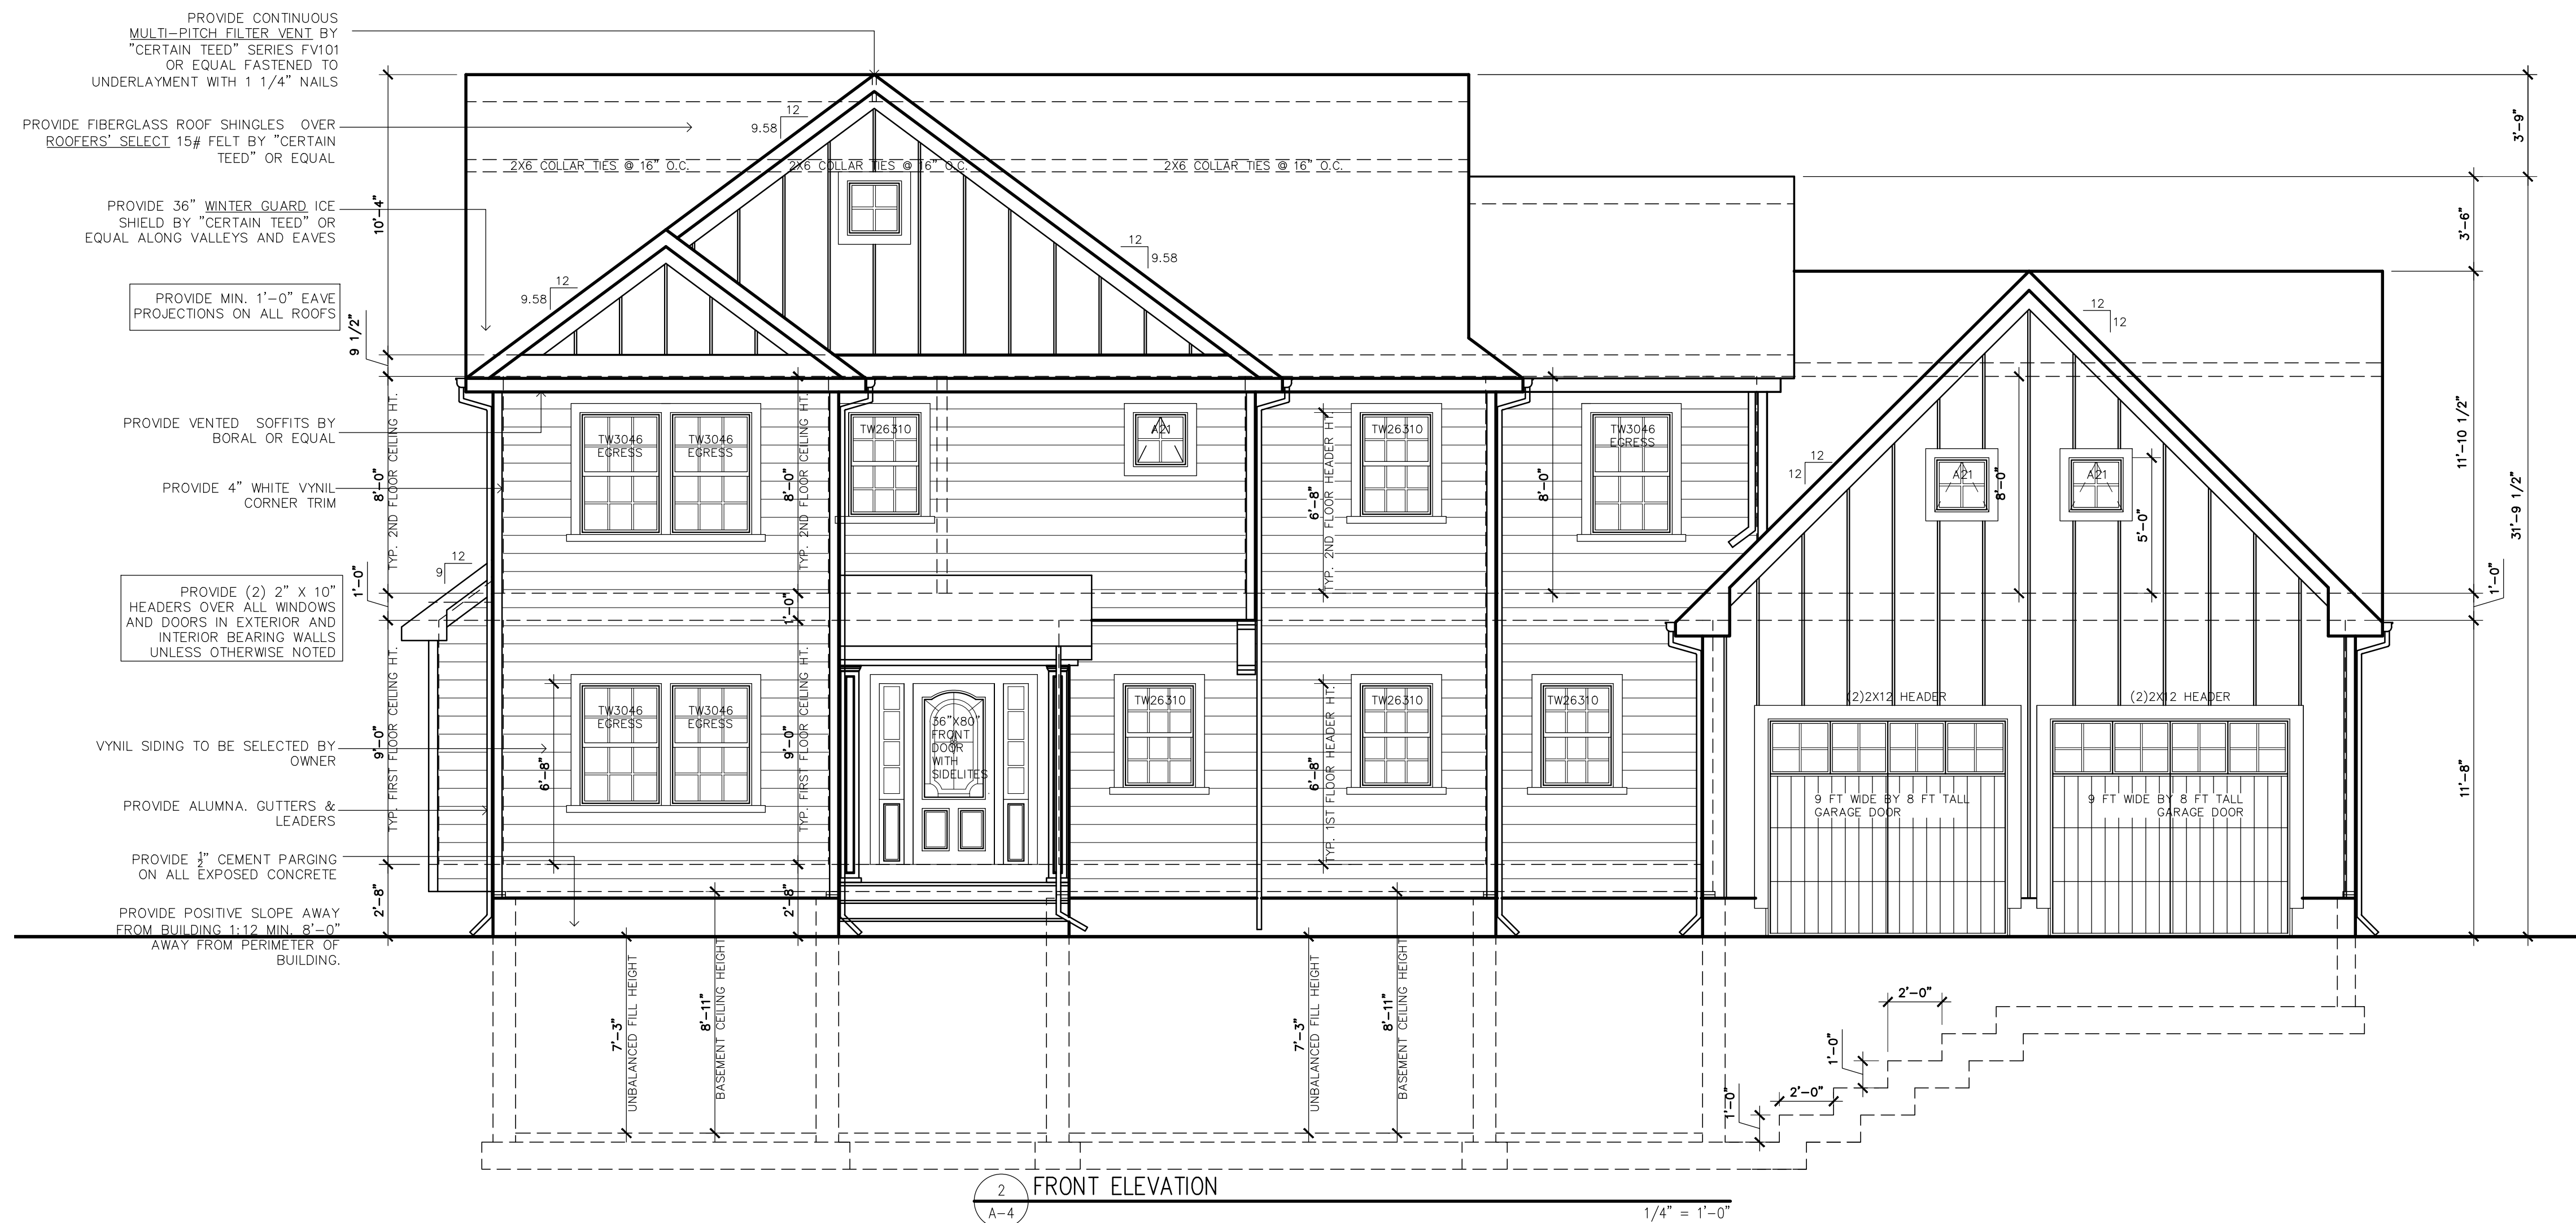 PROVIDE CONTINUOUS
MULTI-PITCH FILTER VENT BY
"CERTAIN TEED" SERIES FV101
OR EQUAL FASTENED TO
UNDERLAYMENT WITH 1 1/4" NAILS
PROVIDE FIBERGLASS ROOF SHINGLES OVER
ROOFERS' SELECT 15# FELT BY "CERTAIN
TEED" OR EQUAL
PROVIDE 36" WINTER GUARD ICE
SHIELD BY "CERTAIN TEED" OR
EQUAL ALONG VALLEYS AND EAVES
PROVIDE MIN. 1'-0" EAVE
PROJECTIONS ON ALL ROOFS
PROVIDE VENTED SOFFITS BY
BORAL OR EQUAL
PROVIDE 4" WHITE VYNIL
CORNER TRIM
PROVIDE (2) 2" X 10"
HEADERS OVER ALL WINDOWS
AND DOORS IN EXTERIOR AND
INTERIOR BEARING WALLS
UNLESS OTHERWISE NOTED
VYNIL SIDING TO BE SELECTED BY
OWNER
PROVIDE ALUMNA. GUTTERS &
LEADERS
PROVIDE 1/2" CEMENT PARGING
ON ALL EXPOSED CONCRETE
PROVIDE POSITIVE SLOPE AWAY
FROM BUILDING 1:12 MIN. 8'-0"
AWAY FROM PERIMETER OF
BUILDING.
10'-4"
9 1/2"
8'-0"
TYP. 2ND FLOOR CEILING HT.
1'-0"
9'-0"
TYP. FIRST FLOOR CEILING HT.
2'-8"
12
9
12
9.58
12
9.58
12
9.58
2X6 COLLAR TIES @ 16" O.C.
2X6 COLLAR TIES @ 16" O.C.
2X6 COLLAR TIES @ 16" O.C.
TW3046
EGRESS
TW3046
EGRESS
8'-0"
TYP. 2ND FLOOR CEILING HT.
TW26310
A21
6'-8"
TYP. 2ND FLOOR HEADER HT.
TW26310
8'-0"
TW3046
EGRESS
12
12
12
12
A21
8'-0"
A21
5'-0"
1'-0"
TW3046
EGRESS
TW3046
EGRESS
6'-8"
9'-0"
TYP. FIRST FLOOR CEILING HT.
2'-8"
36"X80"
FRONT
DOOR
WITH
SIDELITES
TW26310
6'-8"
TYP. 1ST FLOOR HEADER HT.
TW26310
TW26310
(2)2X12 HEADER
(2)2X12 HEADER
9 FT WIDE BY 8 FT TALL
GARAGE DOOR
9 FT WIDE BY 8 FT TALL
GARAGE DOOR
3'-9"
3'-6"
11'-10 1/2"
31'-9 1/2"
1'-0"
11'-8"
7'-3"
UNBALANCED FILL HEIGHT
8'-11"
BASEMENT CEILING HEIGHT
7'-3"
UNBALANCED FILL HEIGHT
8'-11"
BASEMENT CEILING HEIGHT
2'-0"
1'-0"
2'-0"
1'-0"
2
A-4
FRONT ELEVATION
1/4" = 1'-0"